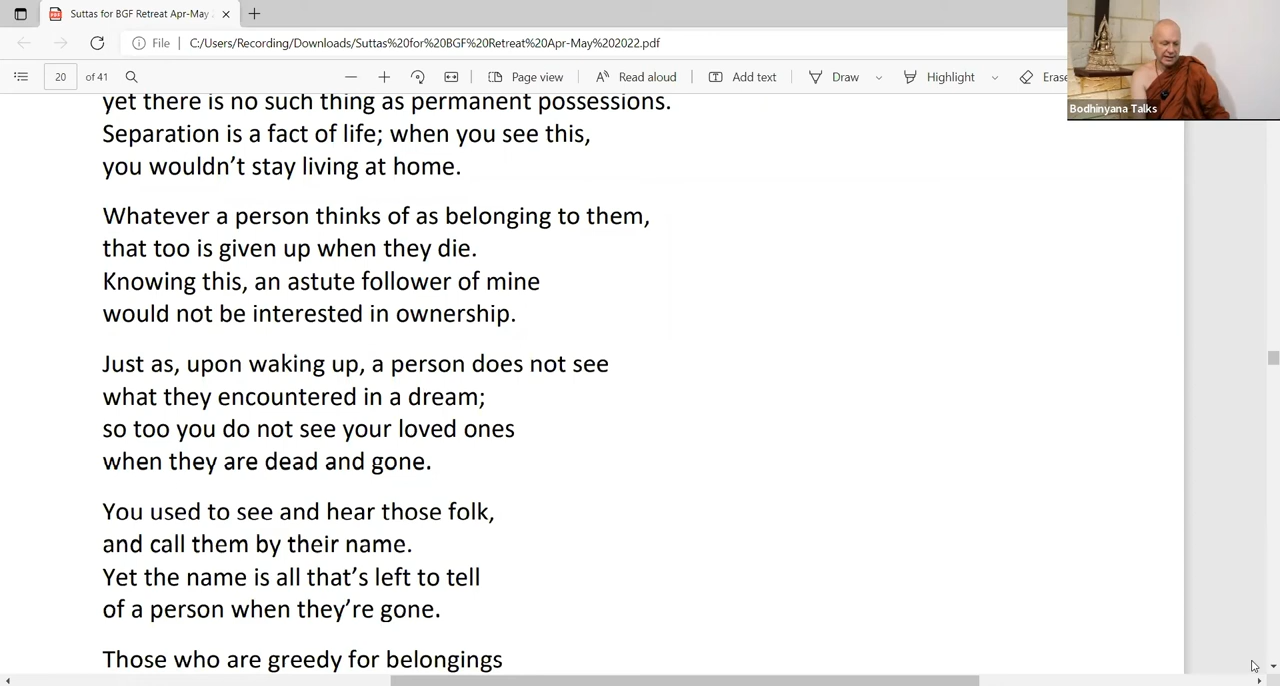 Suttas for BGF Retreat Apr-May
File
C:/Users/Recording/Downloads/Suttas%20for%20BGF%20Retreat%20Apr-May%202022.pdf
20 of 41
Page view
Read aloud
Add text
Draw
Highlight
Erase
Bodhinyana Talks
yet there is no such thing as permanent possessions.
Separation is a fact of life; when you see this,
you wouldn’t stay living at home.
Whatever a person thinks of as belonging to them,
that too is given up when they die.
Knowing this, an astute follower of mine
would not be interested in ownership.
Just as, upon waking up, a person does not see
what they encountered in a dream;
so too you do not see your loved ones
when they are dead and gone.
You used to see and hear those folk,
and call them by their name.
Yet the name is all that’s left to tell
of a person when they’re gone.
Those who are greedy for belongings